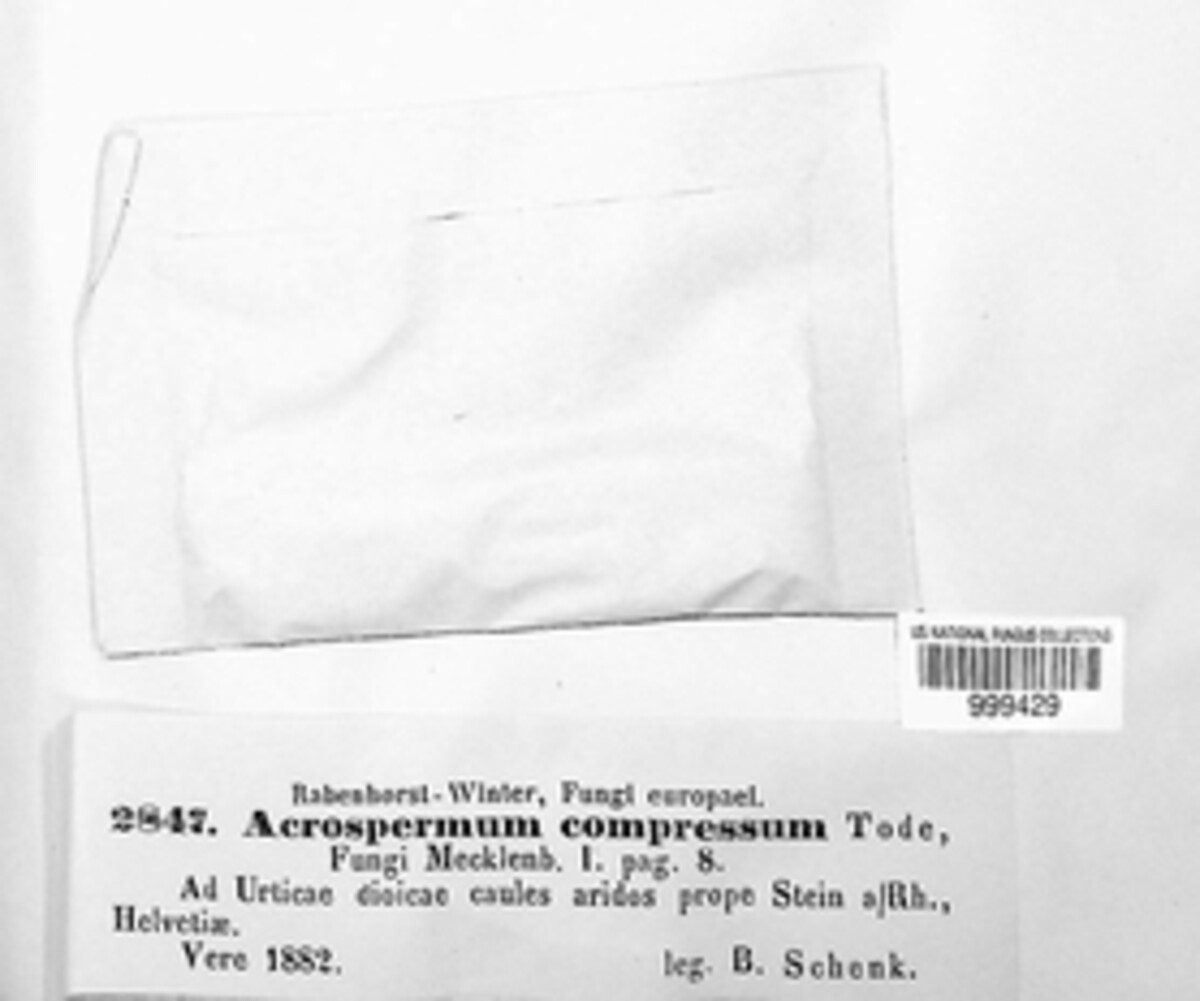 US NATIONAL FUNGUS COLLECTIONS
999429
Rabenhorst-Winter, Fungi europaei.
2847. Acrospermum compressum Tode,
Fungi Mecklenb. I. pag. 8.
Ad Urticae dioicae caules aridos prope Stein a/Rh.,
Helvetiæ.
Vere 1882. leg. B. Schenk.